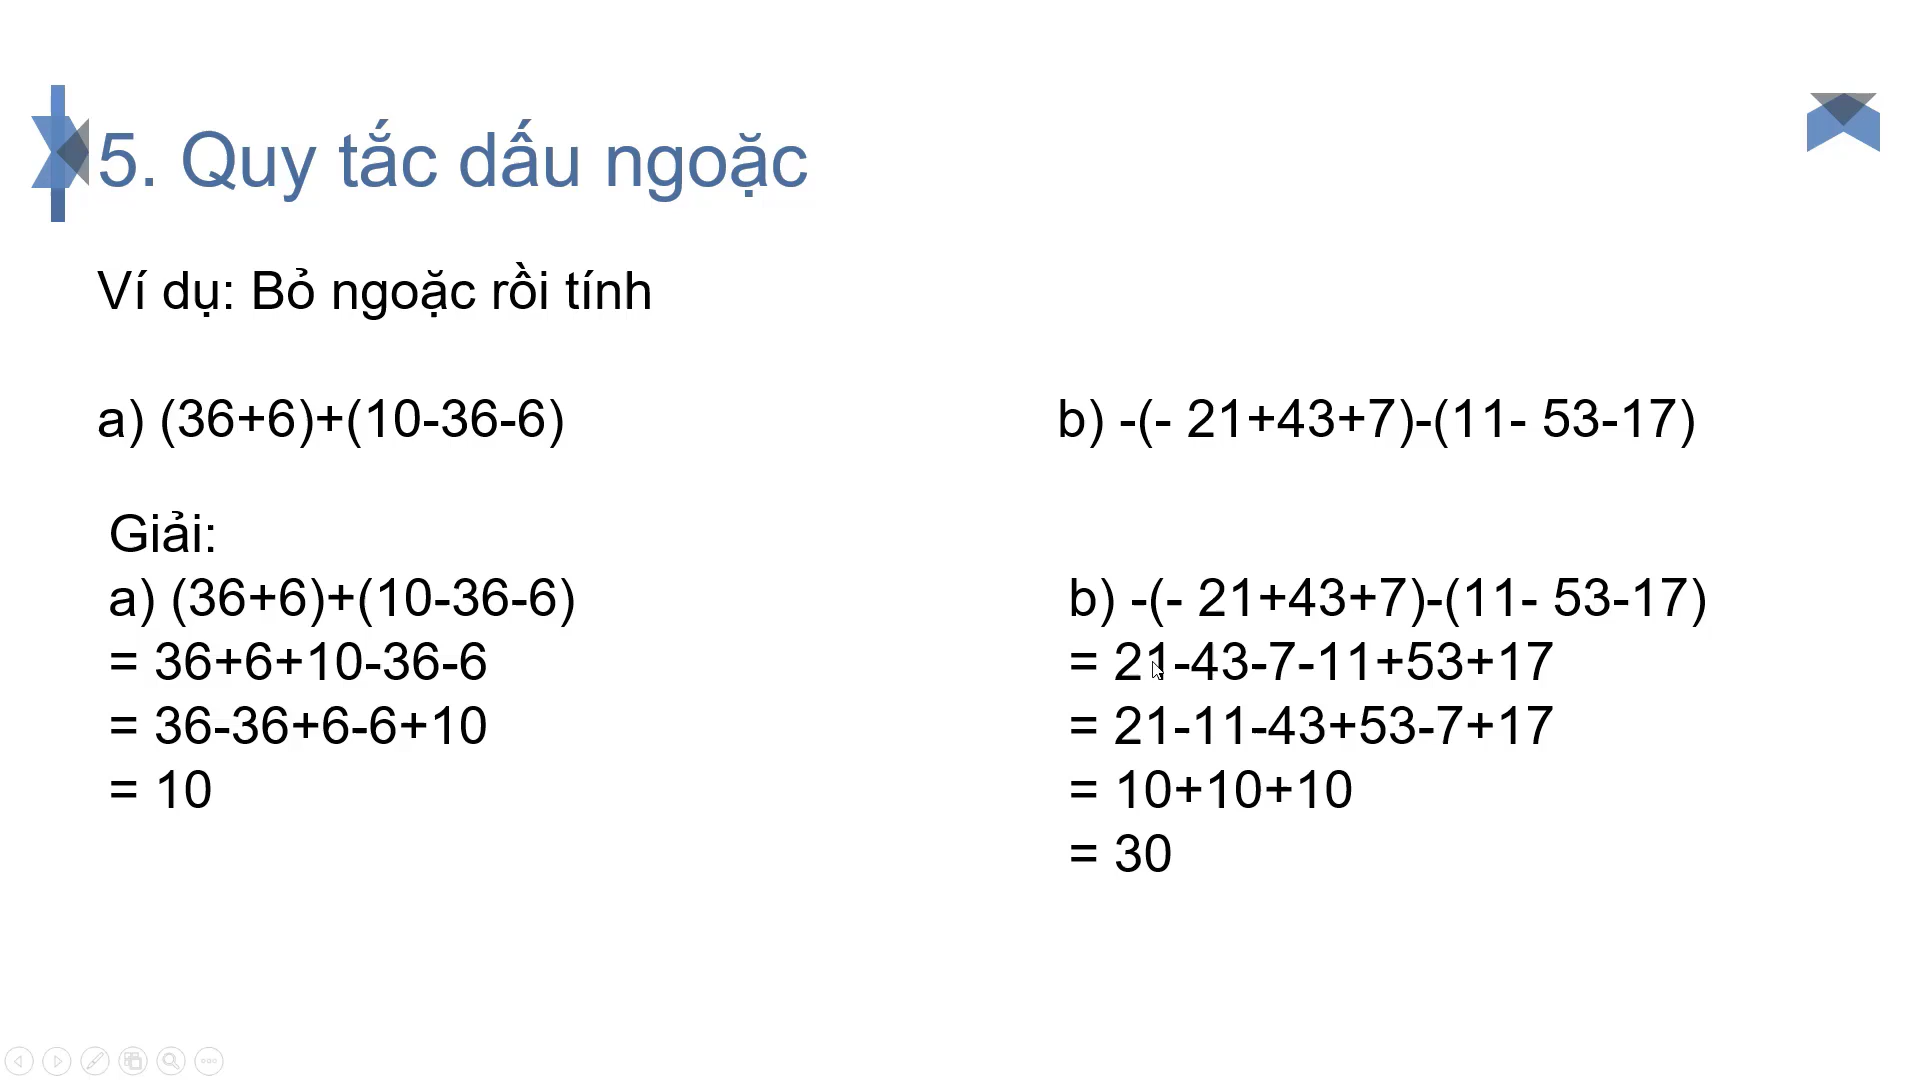 5. Quy tắc dấu ngoặc
Ví dụ: Bỏ ngoặc rồi tính
a) (36+6)+(10-36-6)
b) -(- 21+43+7)-(11- 53-17)
Giải:
a) (36+6)+(10-36-6)
= 36+6+10-36-6
= 36-36+6-6+10
= 10
b) -(- 21+43+7)-(11- 53-17)
= 21-43-7-11+53+17
= 21-11-43+53-7+17
= 10+10+10
= 30